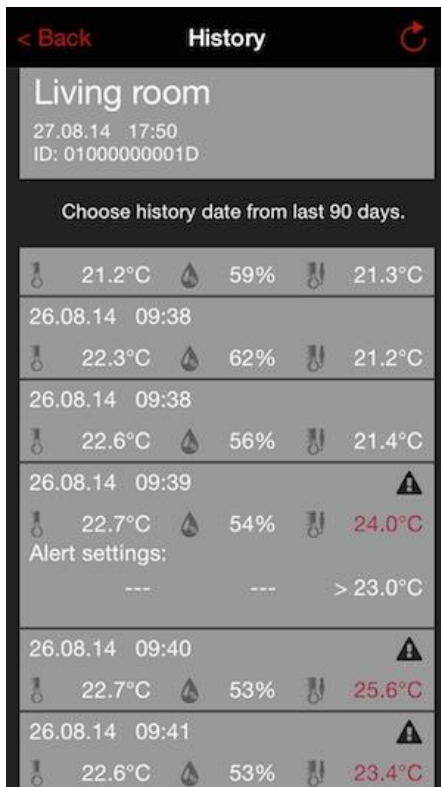 < Back History
Living room
27.08.14 17:50
ID: 01000000001D
Choose history date from last 90 days.
21.2°C 59% 21.3°C
26.08.14 09:38
22.3°C 62% 21.2°C
26.08.14 09:38
22.6°C 56% 21.4°C
26.08.14 09:39
22.7°C 54% 24.0°C
Alert settings:
--- --- > 23.0°C
26.08.14 09:40
22.7°C 53% 25.6°C
26.08.14 09:41
22.6°C 53% 23.4°C